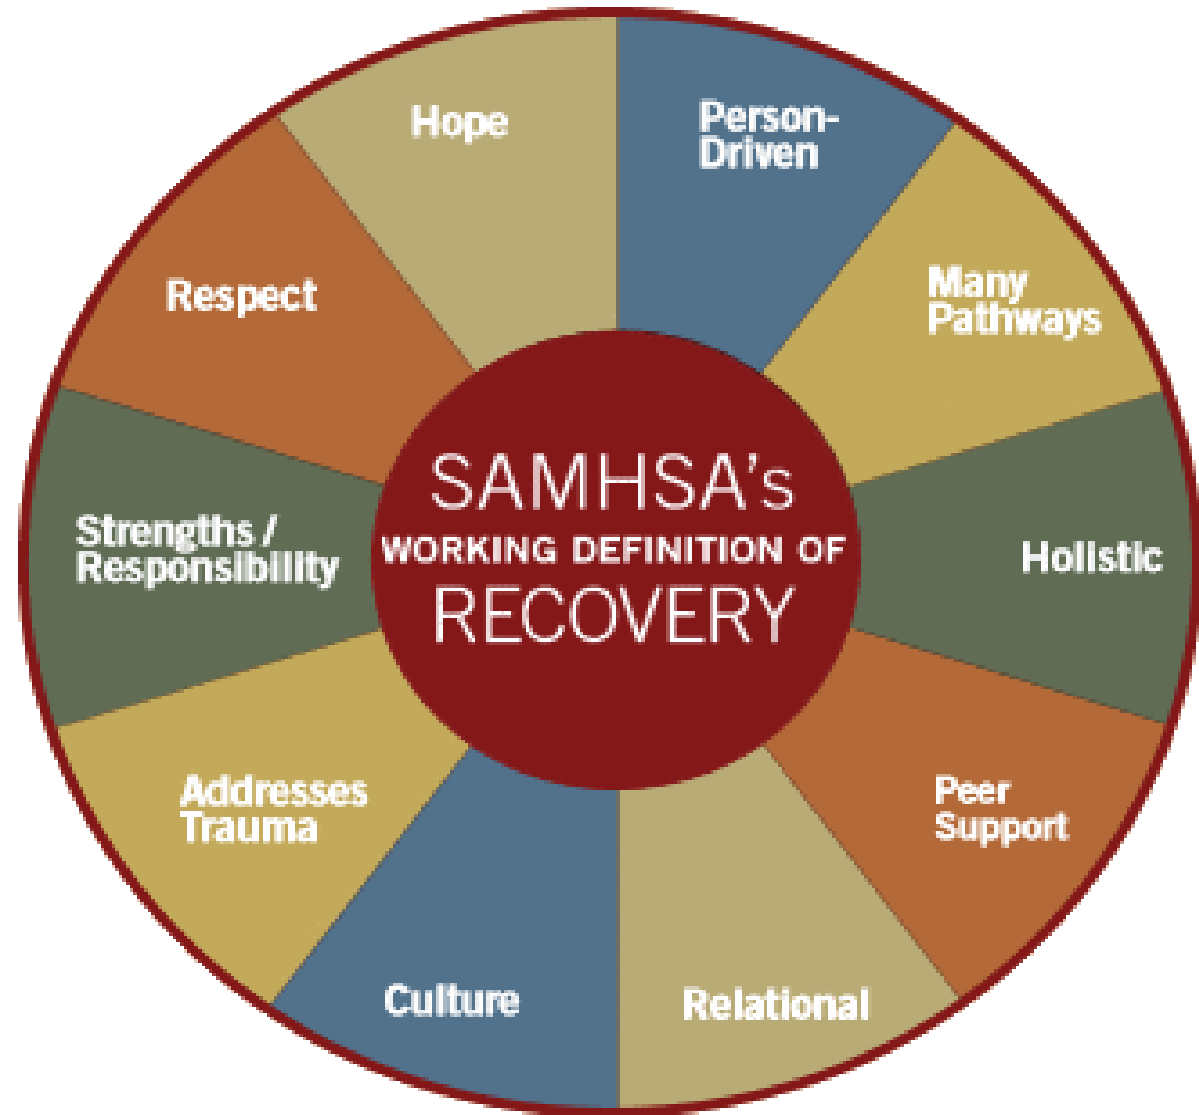 Hope
Person-
Driven
Many
Pathways
Holistic
Peer
Support
Relational
Culture
Addresses
Trauma
Strengths /
Responsibility
Respect
SAMHSA's
WORKING DEFINITION OF
RECOVERY